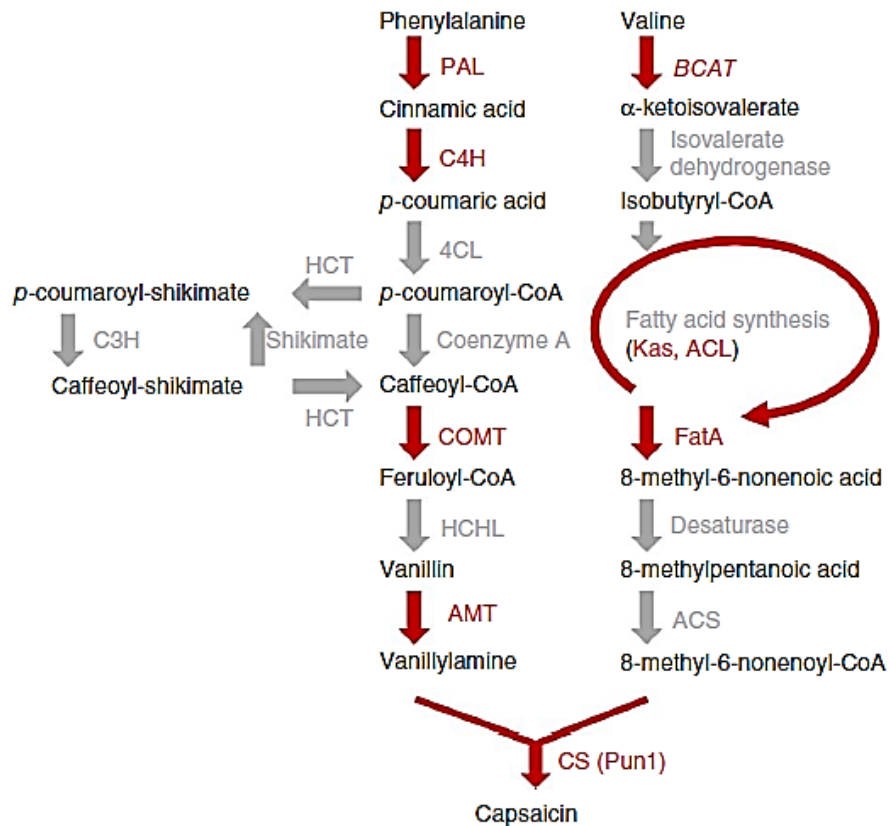 Phenylalanine
Valine
PAL
BCAT
Cinnamic acid
α-ketoisovalerate
C4H
Isovalerate
dehydrogenase
p-coumaric acid
Isobutyryl-CoA
4CL
HCT
p-coumaroyl-shikimate
p-coumaroyl-CoA
Fatty acid synthesis
(Kas, ACL)
C3H
Shikimate
Coenzyme A
Caffeoyl-shikimate
Caffeoyl-CoA
HCT
COMT
FatA
Feruloyl-CoA
8-methyl-6-nonenoic acid
HCHL
Desaturase
Vanillin
8-methylpentanoic acid
AMT
ACS
Vanillylamine
8-methyl-6-nonenoyl-CoA
CS (Pun1)
Capsaicin